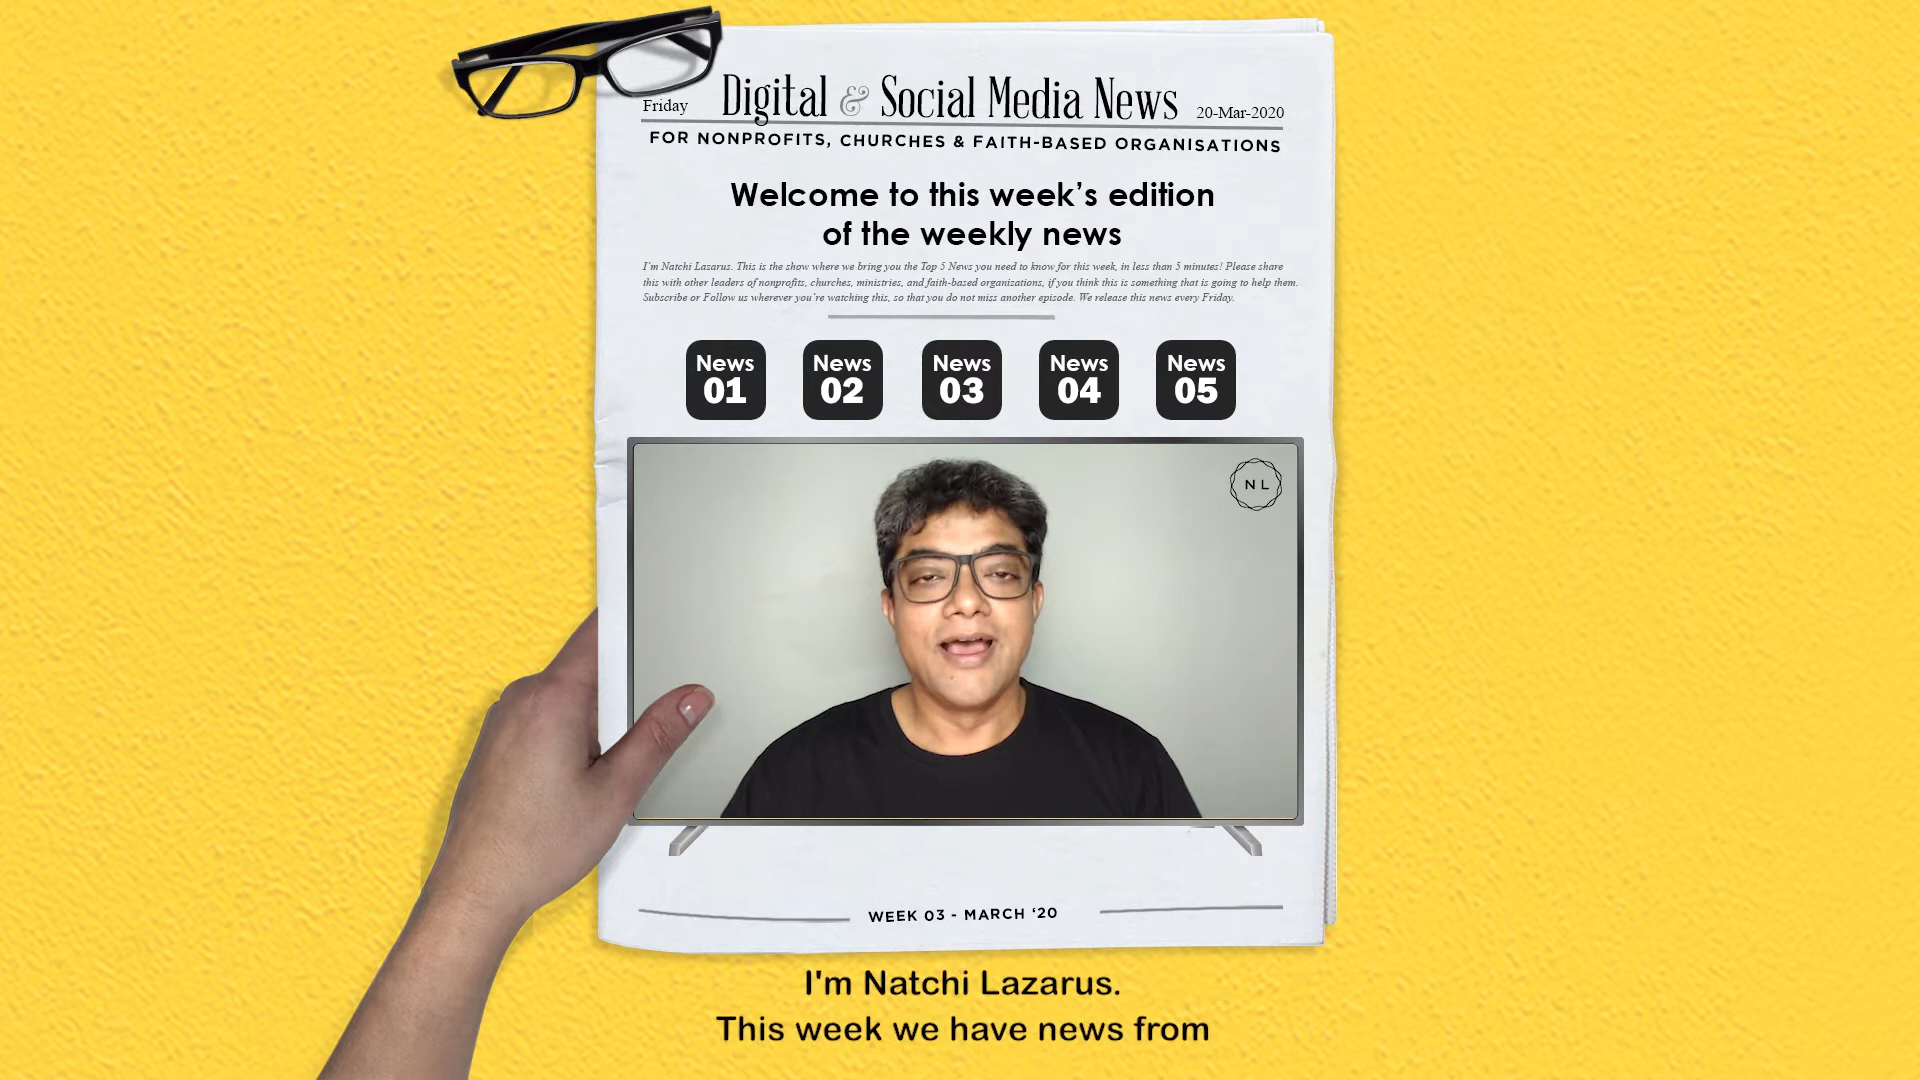 Digital & Social Media News
Friday
20-Mar-2020
FOR NONPROFITS, CHURCHES & FAITH-BASED ORGANISATIONS
Welcome to this week's edition
of the weekly news
I'm Natchi Lazarus. This is the show where we bring you the Top 5 News you need to know for this week, in less than 5 minutes! Please share
this with other leaders of nonprofits, churches, ministries, and faith-based organizations, if you think this is something that is going to help them.
Subscribe or Follow us wherever you're watching this, so that you do not miss another episode. We release this news every Friday.
News
01
News
02
News
03
News
04
News
05
N L
WEEK 03 - MARCH '20
I'm Natchi Lazarus.
This week we have news from